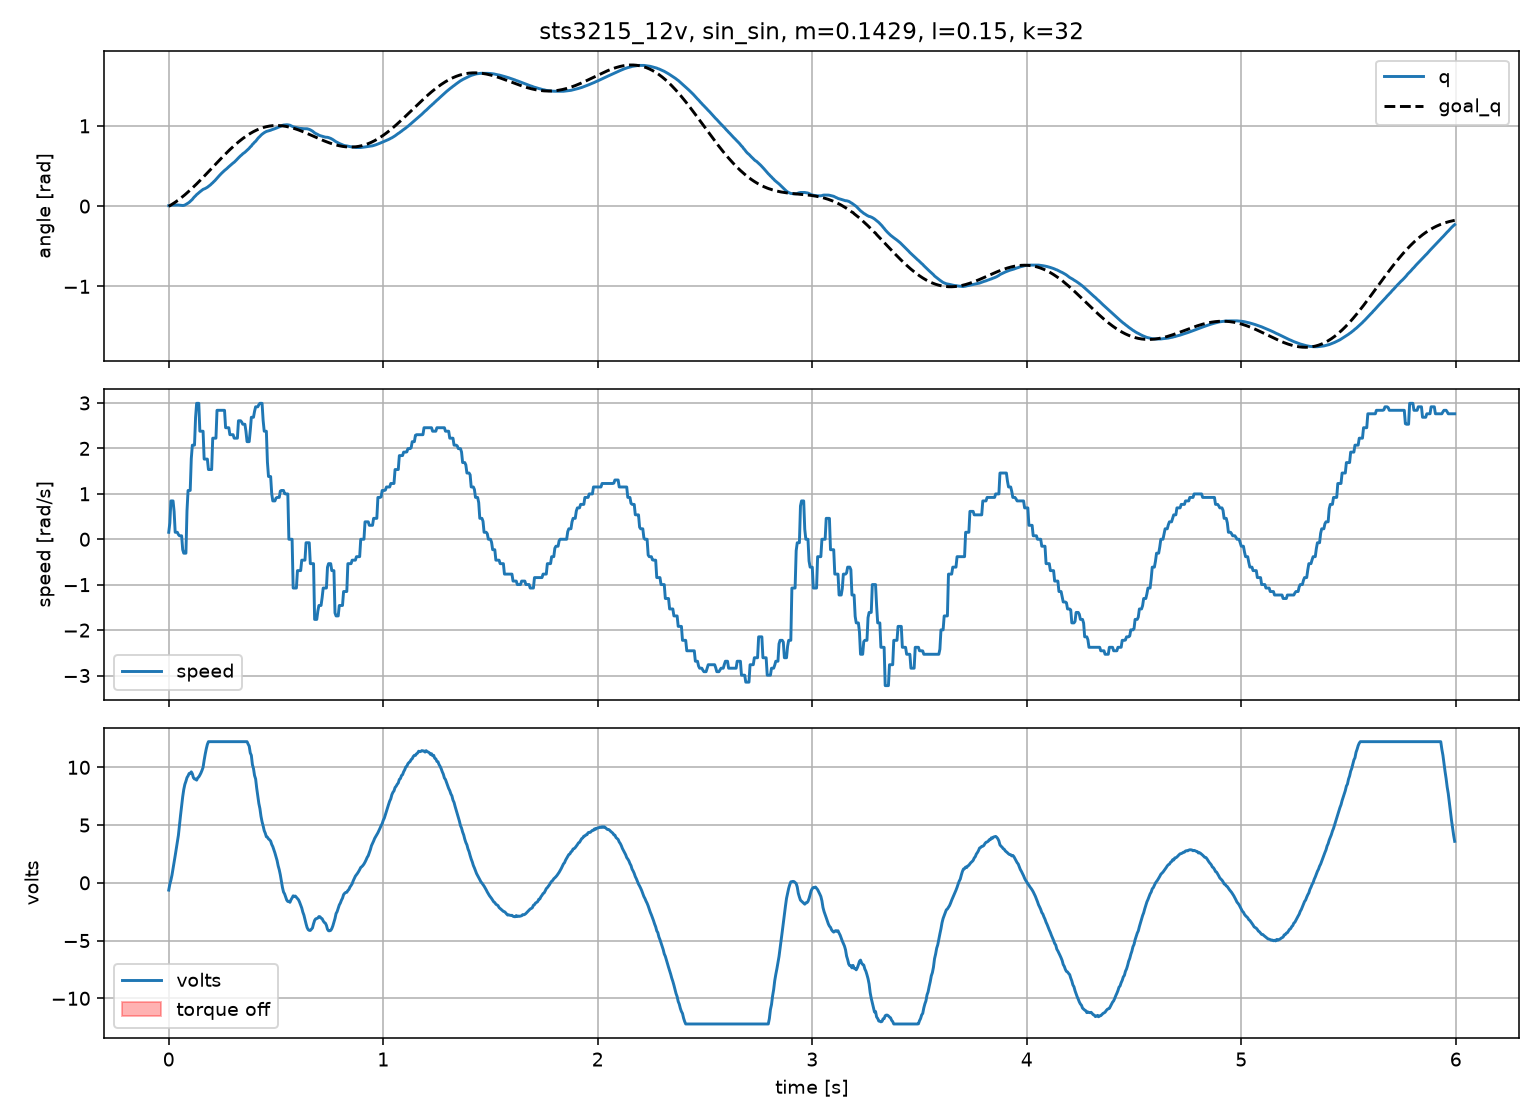 sts3215_12v, sin_sin, m=0.1429, l=0.15, k=32
angle [rad]
1
0
−1
q
goal_q
speed [rad/s]
3
2
1
0
−1
−2
−3
speed
volts
10
5
0
−5
−10
volts
torque off
0 1 2 3 4 5 6
time [s]